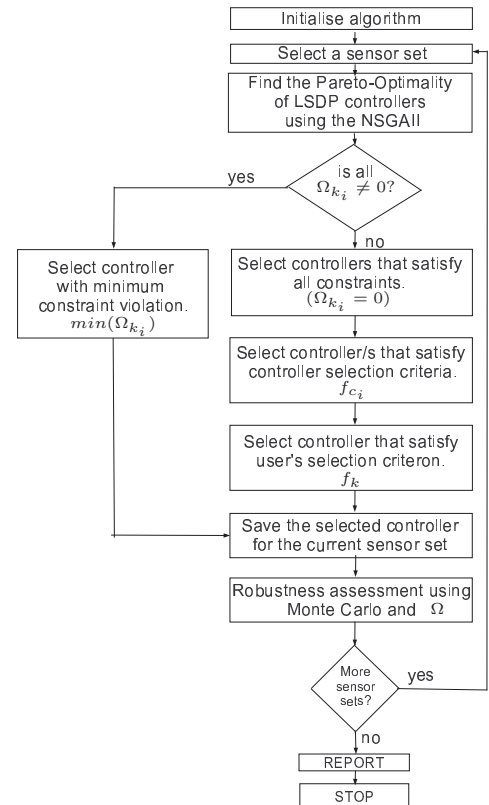 Initialise algorithm
Select a sensor set
Find the Pareto-Optimality
of LSDP controllers
using the NSGAII
is all
Ω_{k_i} ≠ 0?
yes
no
Select controller
with minimum
constraint violation.
min(Ω_{k_i})
Select controllers that satisfy
all constraints.
(Ω_{k_i} = 0)
Select controller/s that satisfy
controller selection criteria.
f_{c_i}
Select controller that satisfy
user's selection criteron.
f_k
Save the selected controller
for the current sensor set
Robustness assessment using
Monte Carlo and Ω
More
sensor
sets?
yes
no
REPORT
STOP